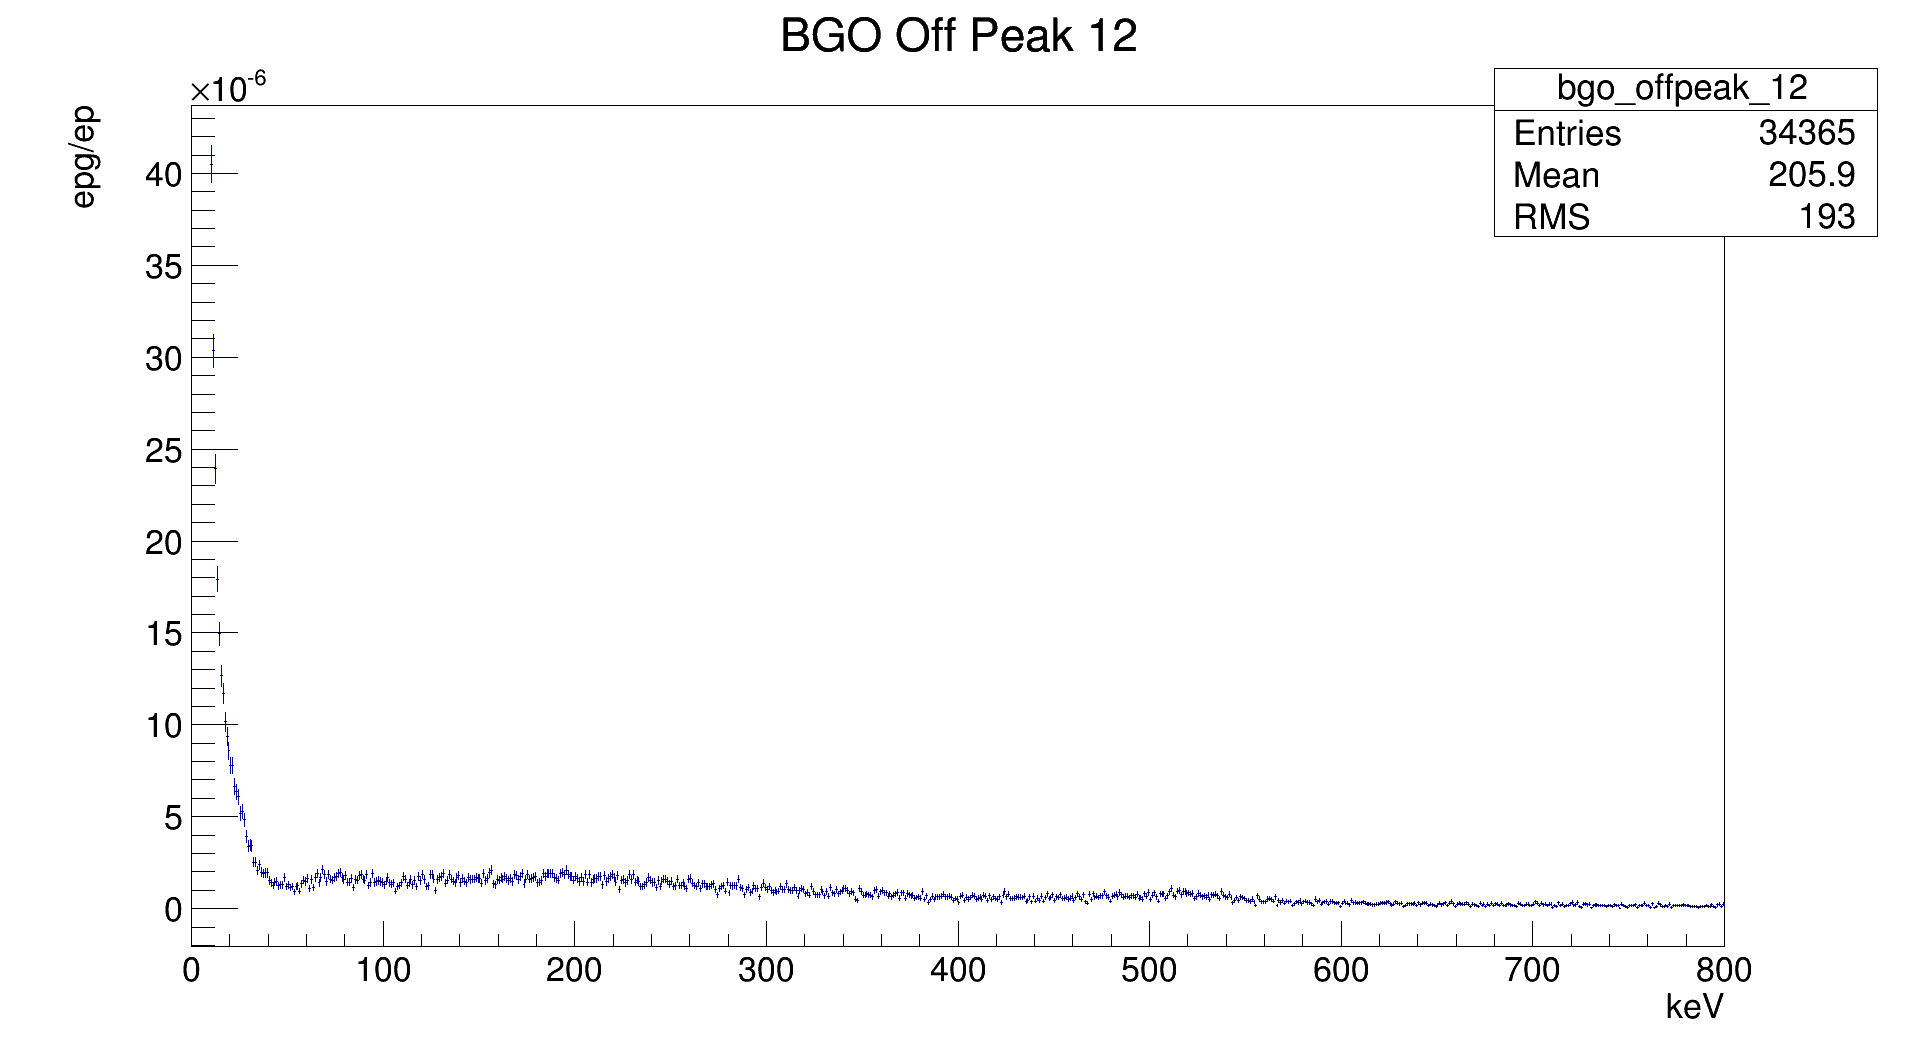 BGO Off Peak 12
×10-6
epg/ep
bgo_offpeak_12
Entries 34365
Mean 205.9
RMS 193
40
35
30
25
20
15
10
5
0
0 100 200 300 400 500 600 700 800
keV